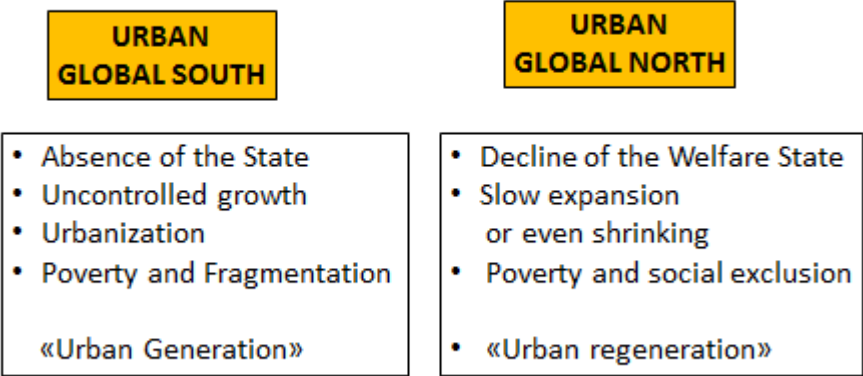 URBAN
GLOBAL SOUTH
• Absence of the State
• Uncontrolled growth
• Urbanization
• Poverty and Fragmentation
«Urban Generation»
URBAN
GLOBAL NORTH
• Decline of the Welfare State
• Slow expansion
or even shrinking
• Poverty and social exclusion
• «Urban regeneration»